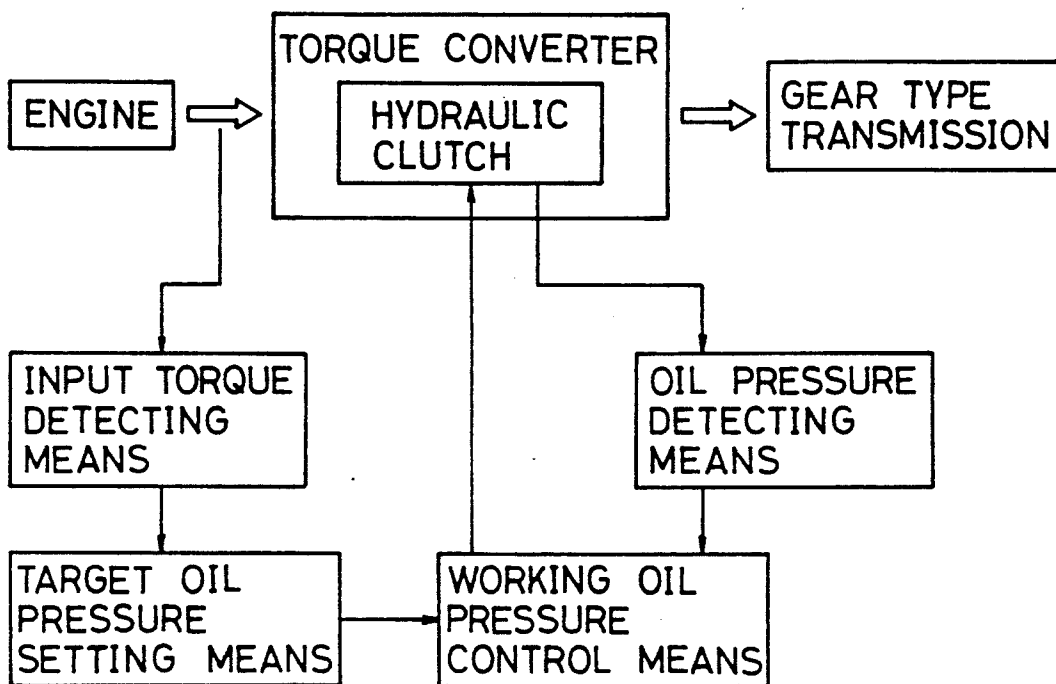 TORQUE CONVERTER
ENGINE
HYDRAULIC
CLUTCH
GEAR TYPE
TRANSMISSION
INPUT TORQUE
DETECTING
MEANS
OIL PRESSURE
DETECTING
MEANS
TARGET OIL
PRESSURE
SETTING MEANS
WORKING OIL
PRESSURE
CONTROL MEANS